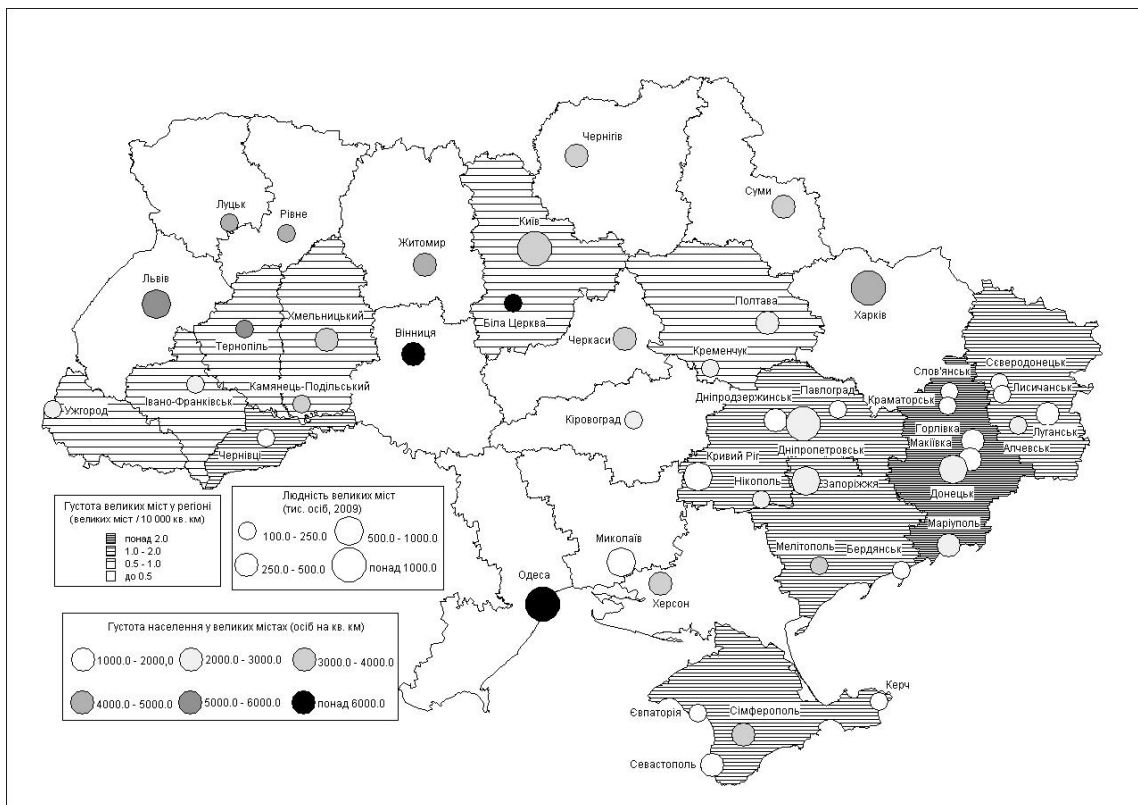 Чернігів
Суми
Луцьк
Рівне
Київ
Житомир
Львів
Хмельницький
Полтава
Харків
Біла Церква
Тернопіль
Вінниця
Черкаси
Кременчук
Сєверодонецьк
Слов'янськ
Камянець-Подільський
Павлоград
Лисичанськ
Івано-Франківськ
Дніпродзержинськ
Краматорськ
Ужгород
Кіровоград
Горлівка
Луганськ
Макіївка
Алчевськ
Чернівці
Дніпропетровськ
Кривий Ріг
Нікополь
Запоріжжя
Донецьк
Маріуполь
Миколаїв
Мелітополь
Бердянськ
Одеса
Херсон
Керч
Євпаторія
Сімферополь
Севастополь
Густота великих міст у регіоні
(великих міст / 10 000 кв. км)
понад 2.0
1.0 - 2.0
0.5 - 1.0
до 0.5
Людність великих міст
(тис. осіб, 2009)
100.0 - 250.0
500.0 - 1000.0
250.0 - 500.0
понад 1000.0
Густота населення у великих містах (осіб на кв. км)
1000.0 - 2000,0
2000.0 - 3000.0
3000.0 - 4000.0
4000.0 - 5000.0
5000.0 - 6000.0
понад 6000.0